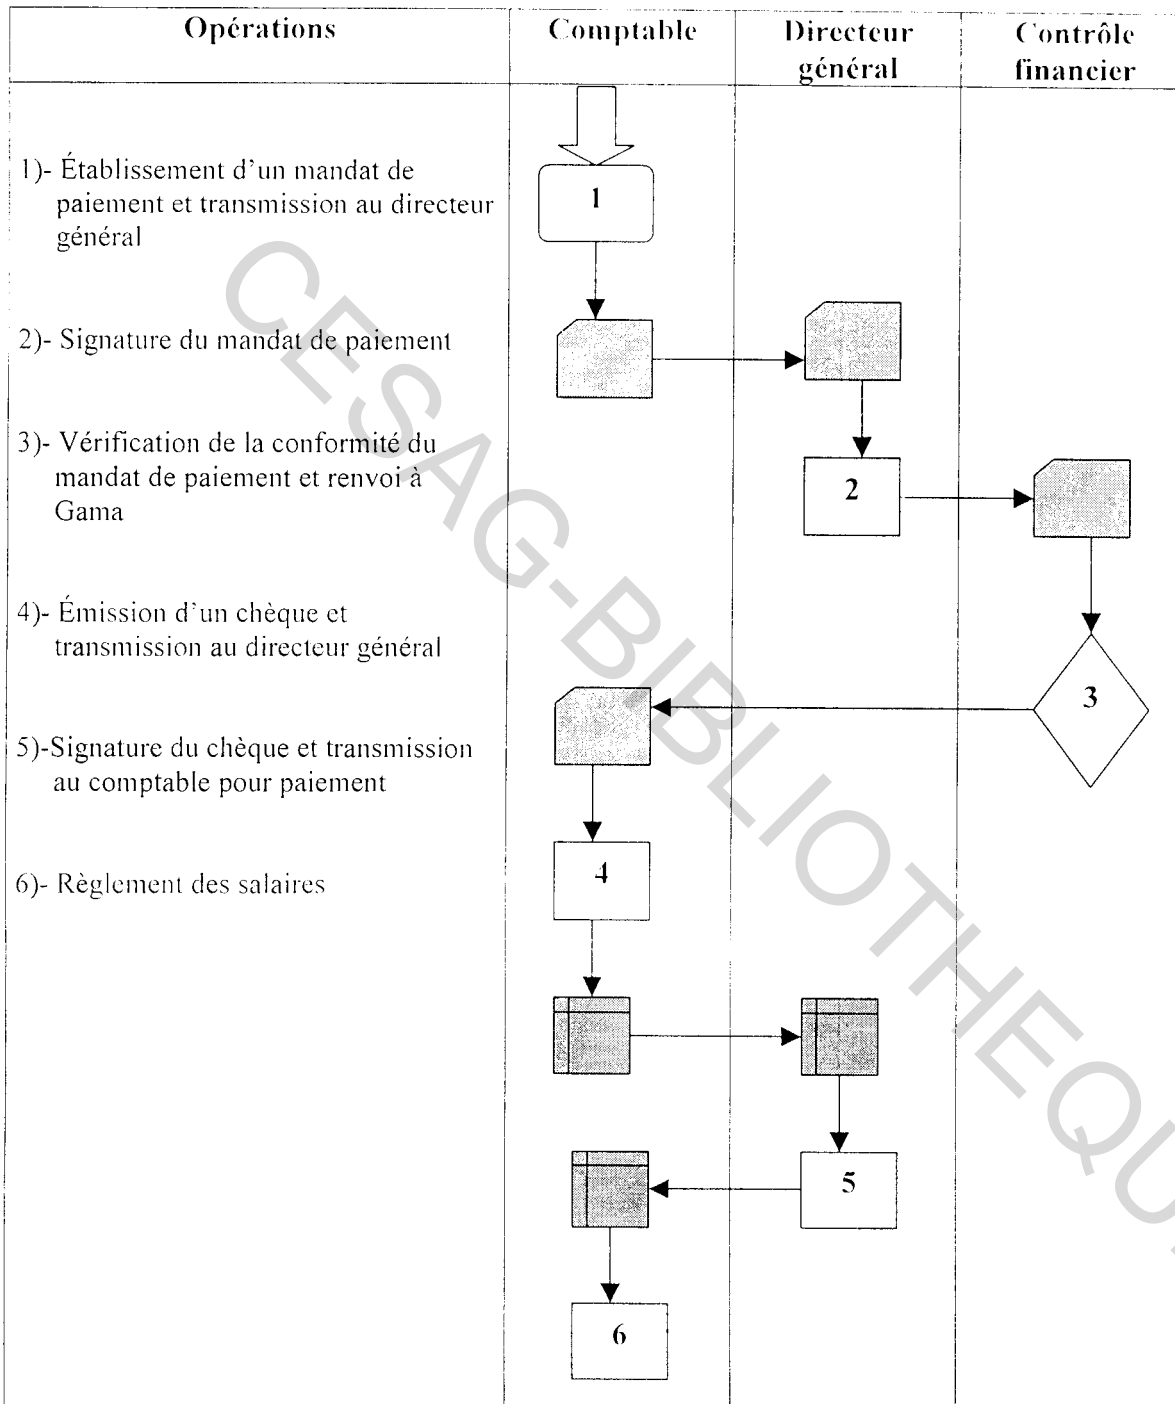 Opérations
Comptable
Directeur
général
Contrôle
financier
1)- Établissement d'un mandat de
paiement et transmission au directeur
général
2)- Signature du mandat de paiement
3)- Vérification de la conformité du
mandat de paiement et renvoi à
Gama
4)- Émission d'un chèque et
transmission au directeur général
5)-Signature du chèque et transmission
au comptable pour paiement
6)- Règlement des salaires
1
2
3
4
5
6
CESAG-BIBLIOTHEQU